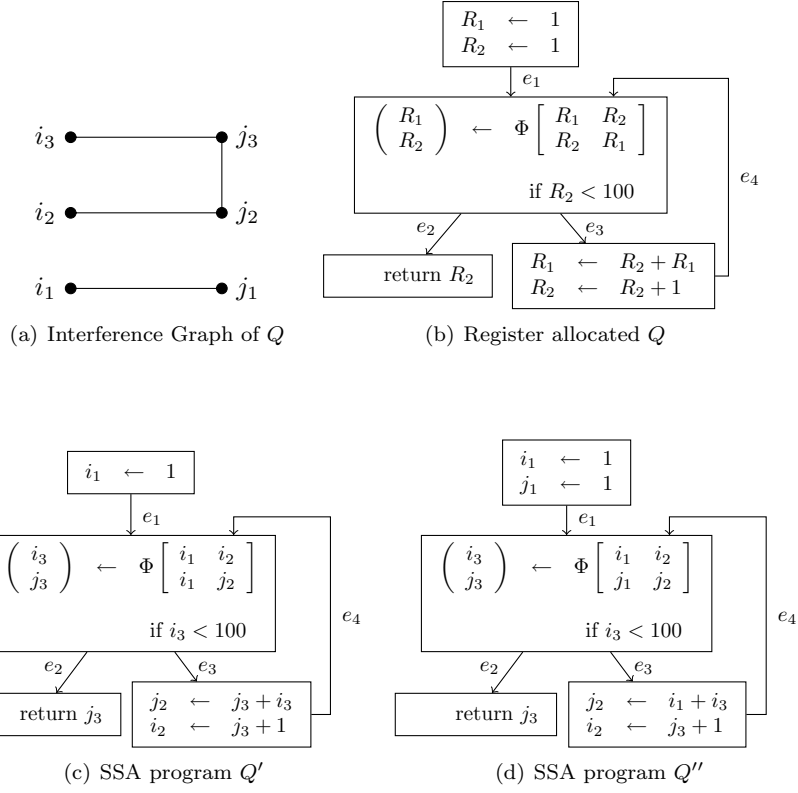 i₃
j₃
i₂
j₂
i₁
j₁
(a) Interference Graph of Q
R₁ ← 1
R₂ ← 1
e₁
( R₁ ) ← Φ [ R₁ R₂ ]
( R₂ ) [ R₂ R₁ ]
if R₂ < 100
e₄
e₂
e₃
return R₂
R₁ ← R₂ + R₁
R₂ ← R₂ + 1
(b) Register allocated Q
i₁ ← 1
e₁
( i₃ ) ← Φ [ i₁ i₂ ]
( j₃ ) [ i₁ j₂ ]
if i₃ < 100
e₄
e₂
e₃
return j₃
j₂ ← j₃ + i₃
i₂ ← j₃ + 1
(c) SSA program Q′
i₁ ← 1
j₁ ← 1
e₁
( i₃ ) ← Φ [ i₁ i₂ ]
( j₃ ) [ j₁ j₂ ]
if i₃ < 100
e₄
e₂
e₃
return j₃
j₂ ← i₁ + i₃
i₂ ← j₃ + 1
(d) SSA program Q″